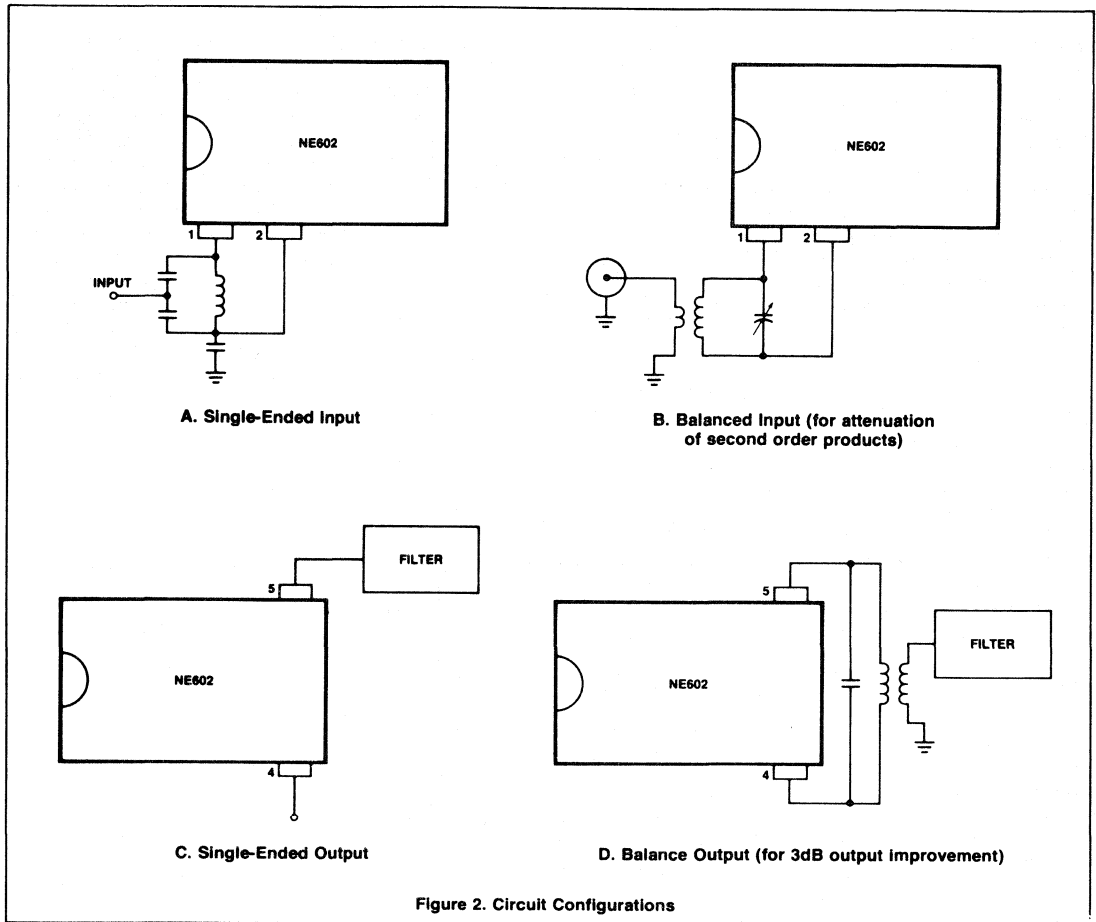 NE602
1
2
INPUT
A. Single-Ended Input
NE602
1
2
B. Balanced Input (for attenuation
of second order products)
FILTER
5
NE602
4
C. Single-Ended Output
5
FILTER
NE602
4
D. Balance Output (for 3dB output improvement)
Figure 2. Circuit Configurations